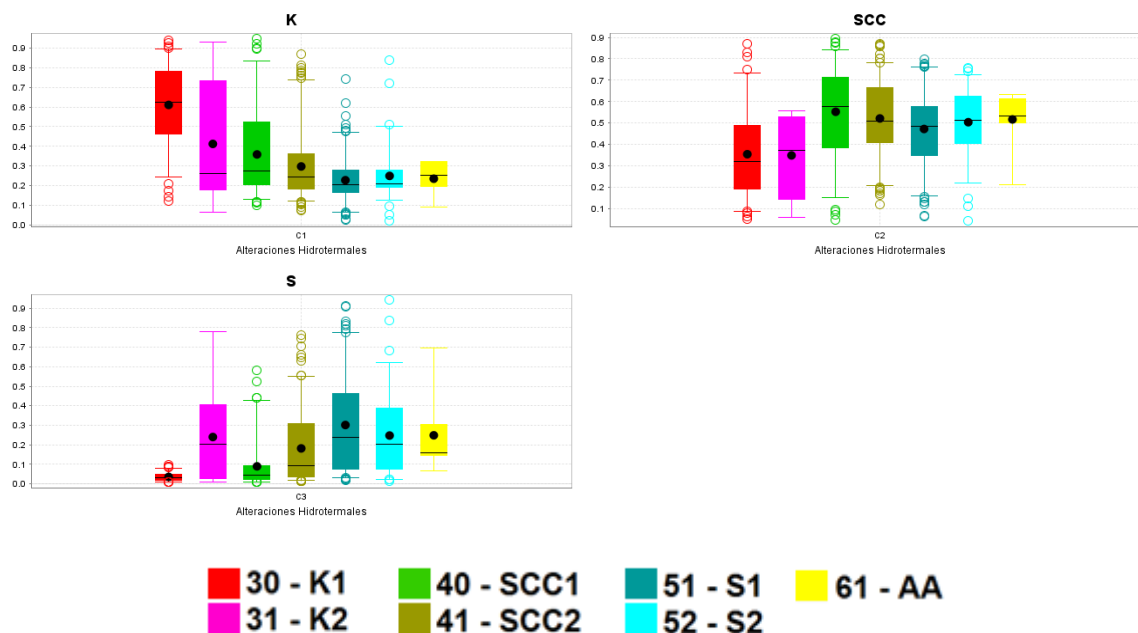 K
0.9
0.8
0.7
0.6
0.5
0.4
0.3
0.2
0.1
0.0
C1
Alteraciones Hidrotermales
SCC
0.9
0.8
0.7
0.6
0.5
0.4
0.3
0.2
0.1
C2
Alteraciones Hidrotermales
S
0.9
0.8
0.7
0.6
0.5
0.4
0.3
0.2
0.1
0.0
C3
Alteraciones Hidrotermales
30 - K1
40 - SCC1
51 - S1
61 - AA
31 - K2
41 - SCC2
52 - S2